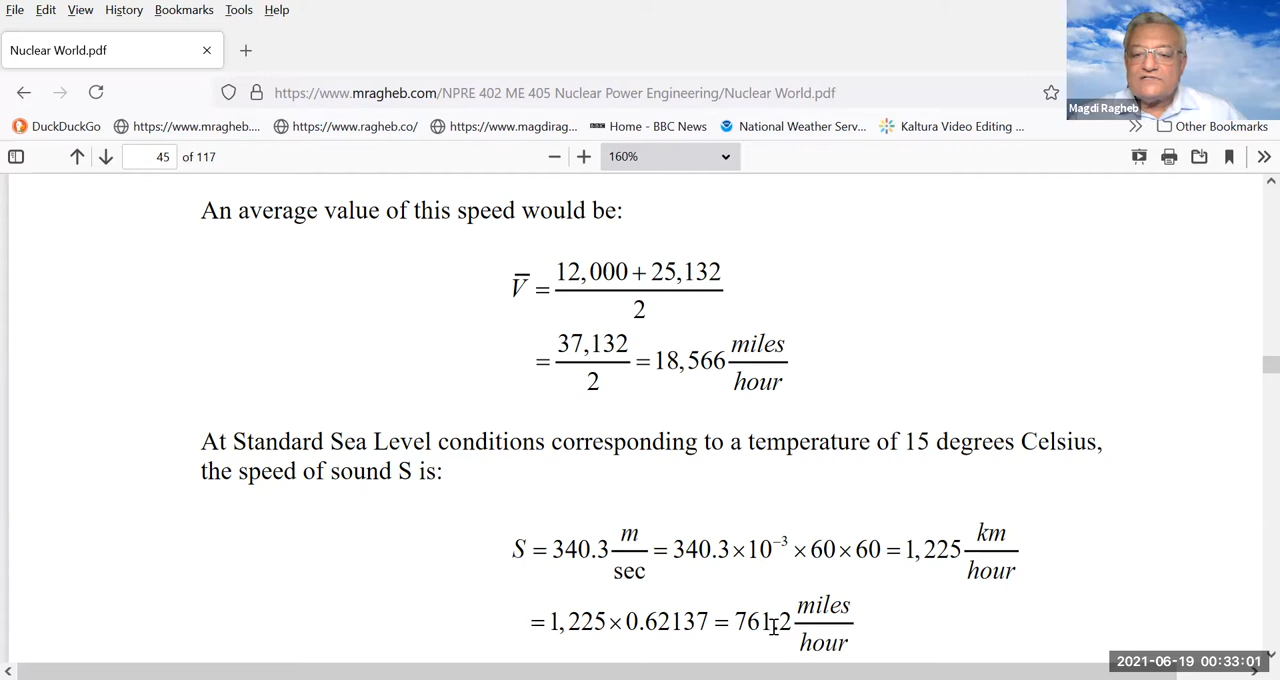 File Edit View History Bookmarks Tools Help
Nuclear World.pdf × +
https://www.mragheb.com/NPRE 402 ME 405 Nuclear Power Engineering/Nuclear World.pdf
Magdi Ragheb
DuckDuckGo https://www.mragheb.... https://www.ragheb.co/ https://www.magdirag... BBC Home - BBC News National Weather Serv... Kaltura Video Editing ... Other Bookmarks
45 of 117 − + 160%
An average value of this speed would be:
V̅ = (12,000 + 25,132) / 2
= 37,132 / 2 = 18,566 miles / hour
At Standard Sea Level conditions corresponding to a temperature of 15 degrees Celsius,
the speed of sound S is:
S = 340.3 m / sec = 340.3×10⁻³ ×60×60 = 1,225 km / hour
= 1,225×0.62137 = 761.2 miles / hour
2021-06-19 00:33:01